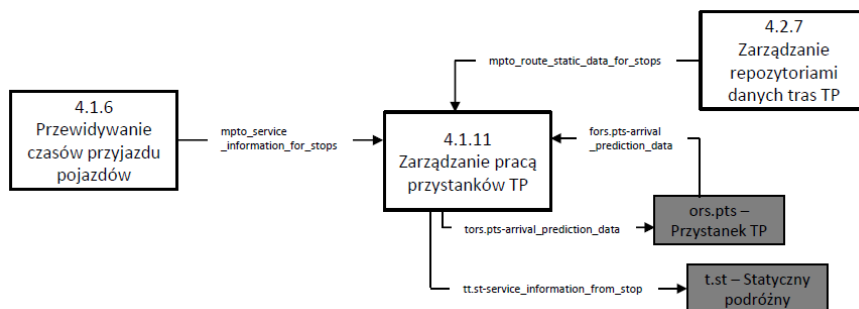 4.2.7
Zarządzanie
repozytoriami
danych tras TP
mpto_route_static_data_for_stops
4.1.6
Przewidywanie
czasów przyjazdu
pojazdów
mpto_service
_information_for_stops
4.1.11
Zarządzanie pracą
przystanków TP
fors.pts-arrival
_prediction_data
ors.pts –
Przystanek TP
tors.pts-arrival_prediction_data
t.st – Statyczny
podróżny
tt.st-service_information_from_stop